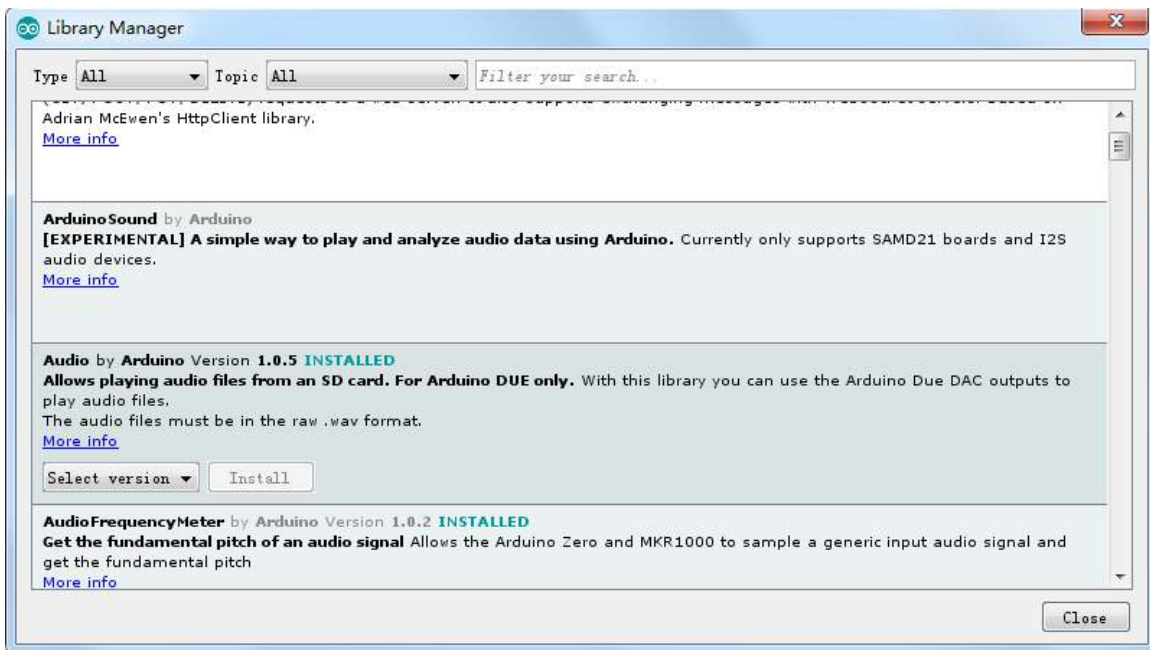 Library Manager
Type All Topic All Filter your search...
Adrian McEwen's HttpClient library.
More info
ArduinoSound by Arduino
[EXPERIMENTAL] A simple way to play and analyze audio data using Arduino. Currently only supports SAMD21 boards and I2S
audio devices.
More info
Audio by Arduino Version 1.0.5 INSTALLED
Allows playing audio files from an SD card. For Arduino DUE only. With this library you can use the Arduino Due DAC outputs to
play audio files.
The audio files must be in the raw .wav format.
More info
Select version Install
AudioFrequencyMeter by Arduino Version 1.0.2 INSTALLED
Get the fundamental pitch of an audio signal Allows the Arduino Zero and MKR1000 to sample a generic input audio signal and
get the fundamental pitch
More info
Close